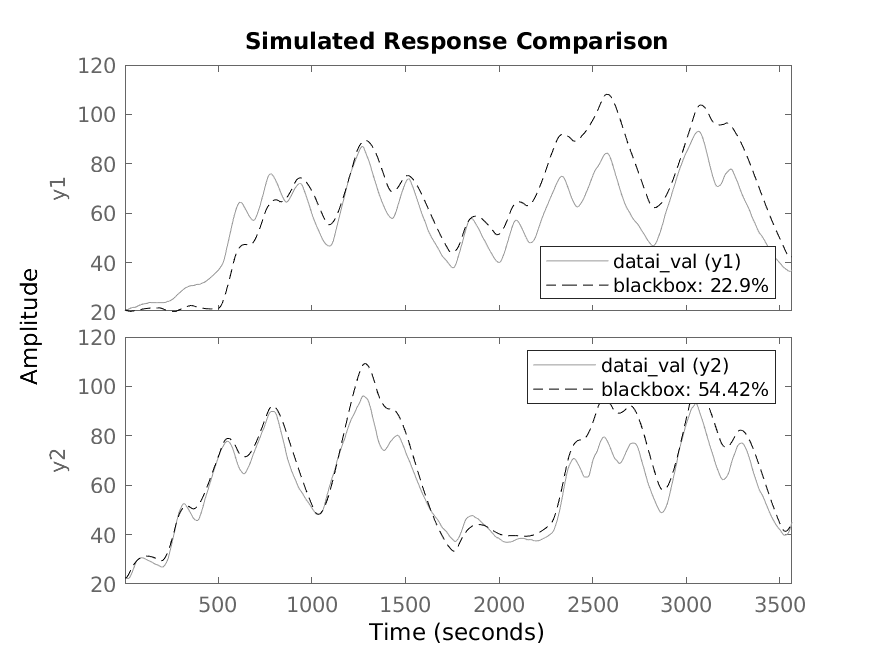 Simulated Response Comparison
120
100
80
60
40
20
y1
datai_val (y1)
blackbox: 22.9%
Amplitude
120
100
80
60
40
20
y2
datai_val (y2)
blackbox: 54.42%
500 1000 1500 2000 2500 3000 3500
Time (seconds)